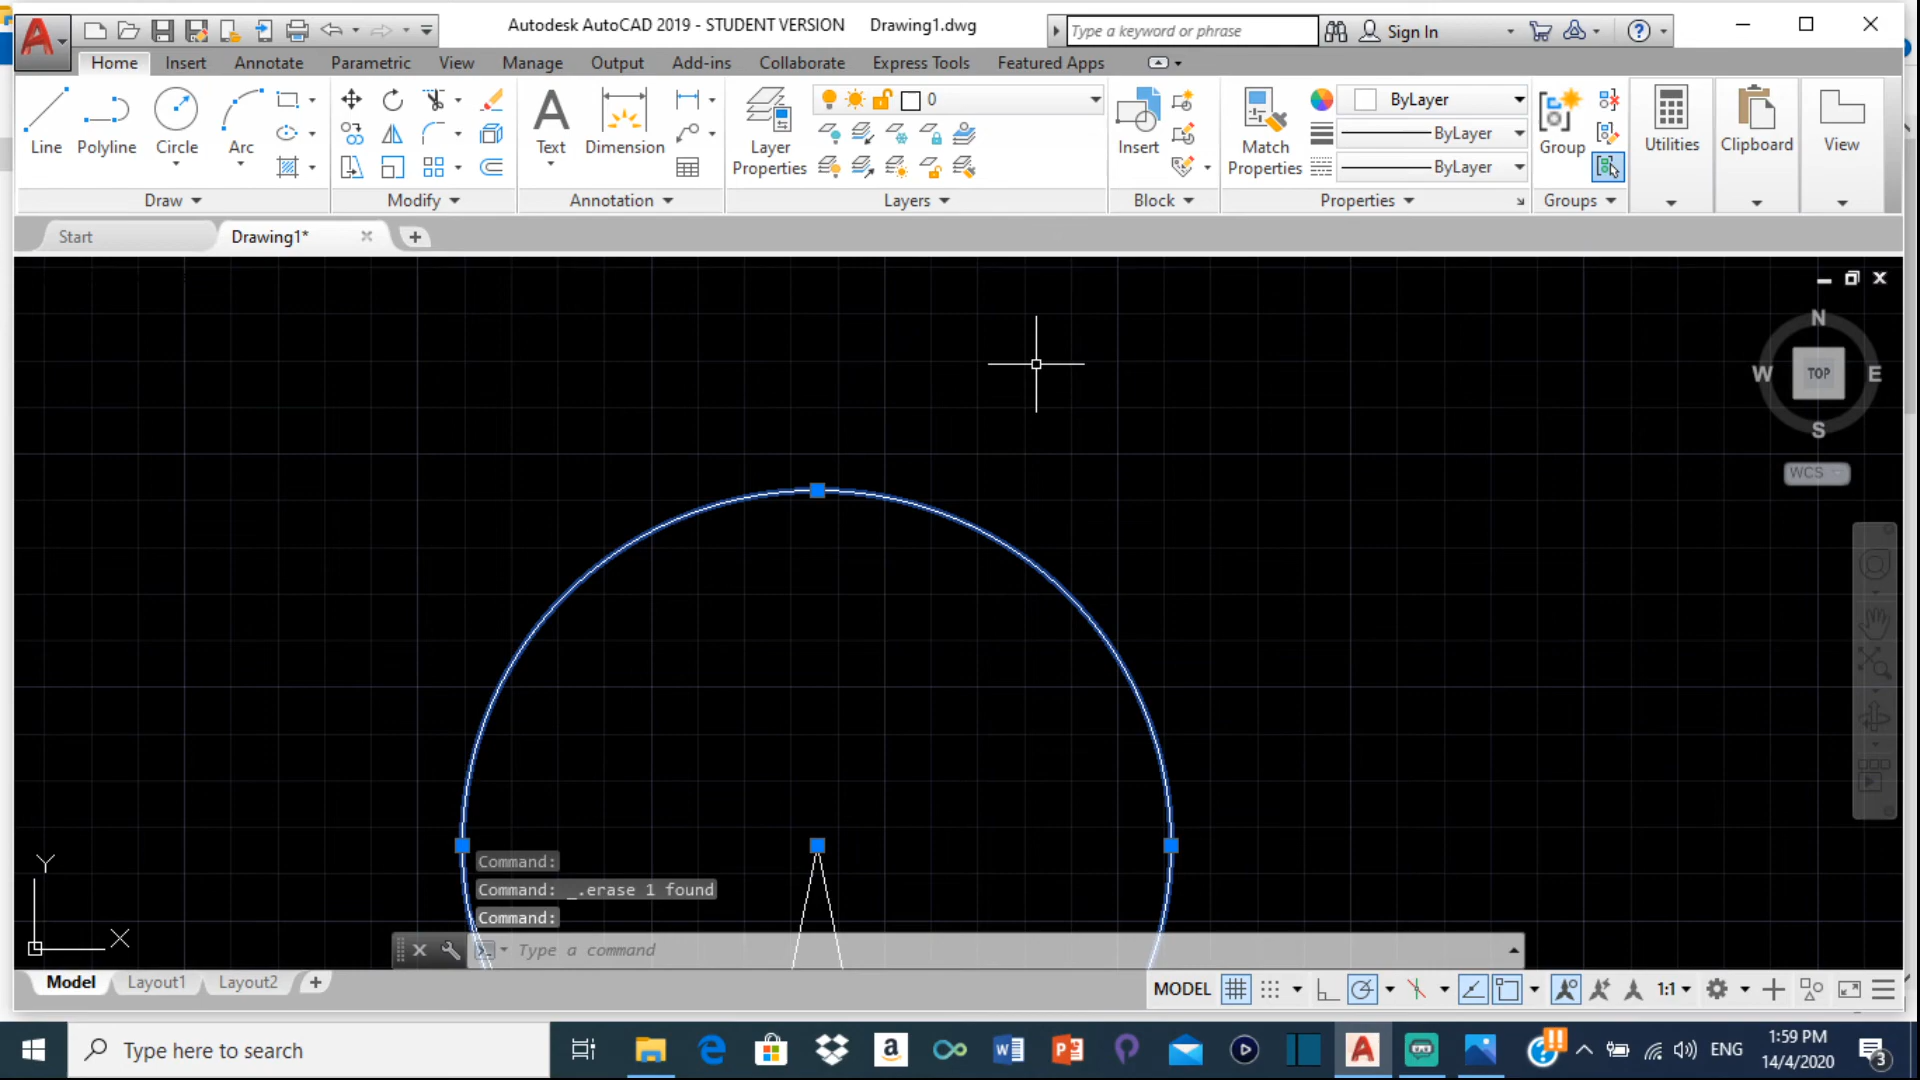 Autodesk AutoCAD 2019 - STUDENT VERSION Drawing1.dwg
Type a keyword or phrase
Sign In
Home Insert Annotate Parametric View Manage Output Add-ins Collaborate Express Tools Featured Apps
0
ByLayer
ByLayer
ByLayer
Line Polyline Circle Arc
Text Dimension
Layer Properties
Insert
Match Properties
Group
Utilities Clipboard View
Draw Modify Annotation Layers Block Properties Groups
Start Drawing1*
N
W TOP E
S
WCS
Y
X
Command:
Command: _.erase 1 found
Command:
Type a command
Model Layout1 Layout2
MODEL 1:1
Type here to search
ENG
1:59 PM
14/4/2020
3